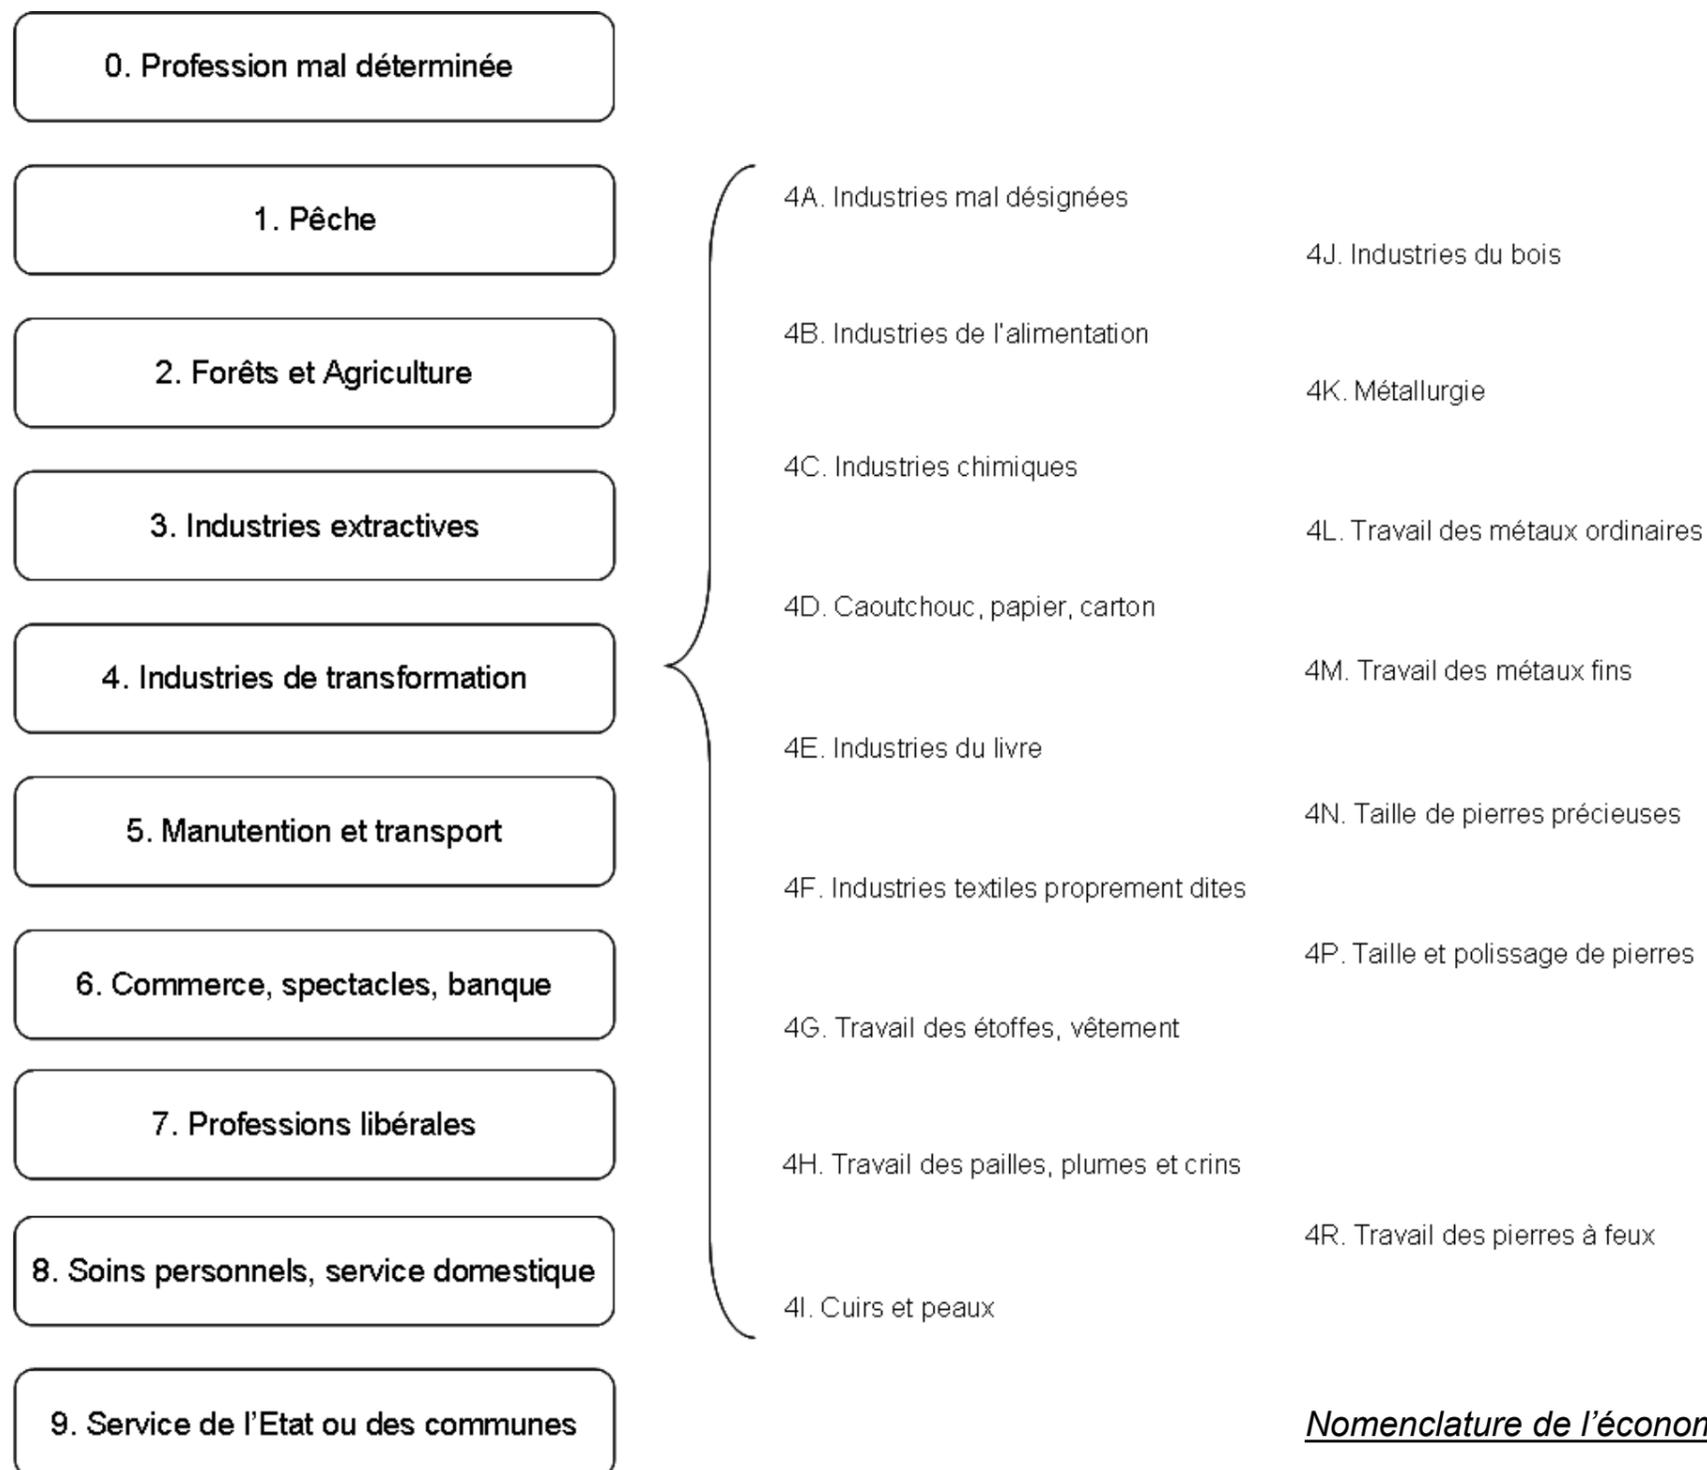 0. Profession mal déterminée
1. Pêche
2. Forêts et Agriculture
3. Industries extractives
4. Industries de transformation
5. Manutention et transport
6. Commerce, spectacles, banque
7. Professions libérales
8. Soins personnels, service domestique
9. Service de l'Etat ou des communes
4A. Industries mal désignées
4B. Industries de l'alimentation
4C. Industries chimiques
4D. Caoutchouc, papier, carton
4E. Industries du livre
4F. Industries textiles proprement dites
4G. Travail des étoffes, vêtement
4H. Travail des pailles, plumes et crins
4I. Cuirs et peaux
4J. Industries du bois
4K. Métallurgie
4L. Travail des métaux ordinaires
4M. Travail des métaux fins
4N. Taille de pierres précieuses
4P. Taille et polissage de pierres
4R. Travail des pierres à feux
Nomenclature de l’